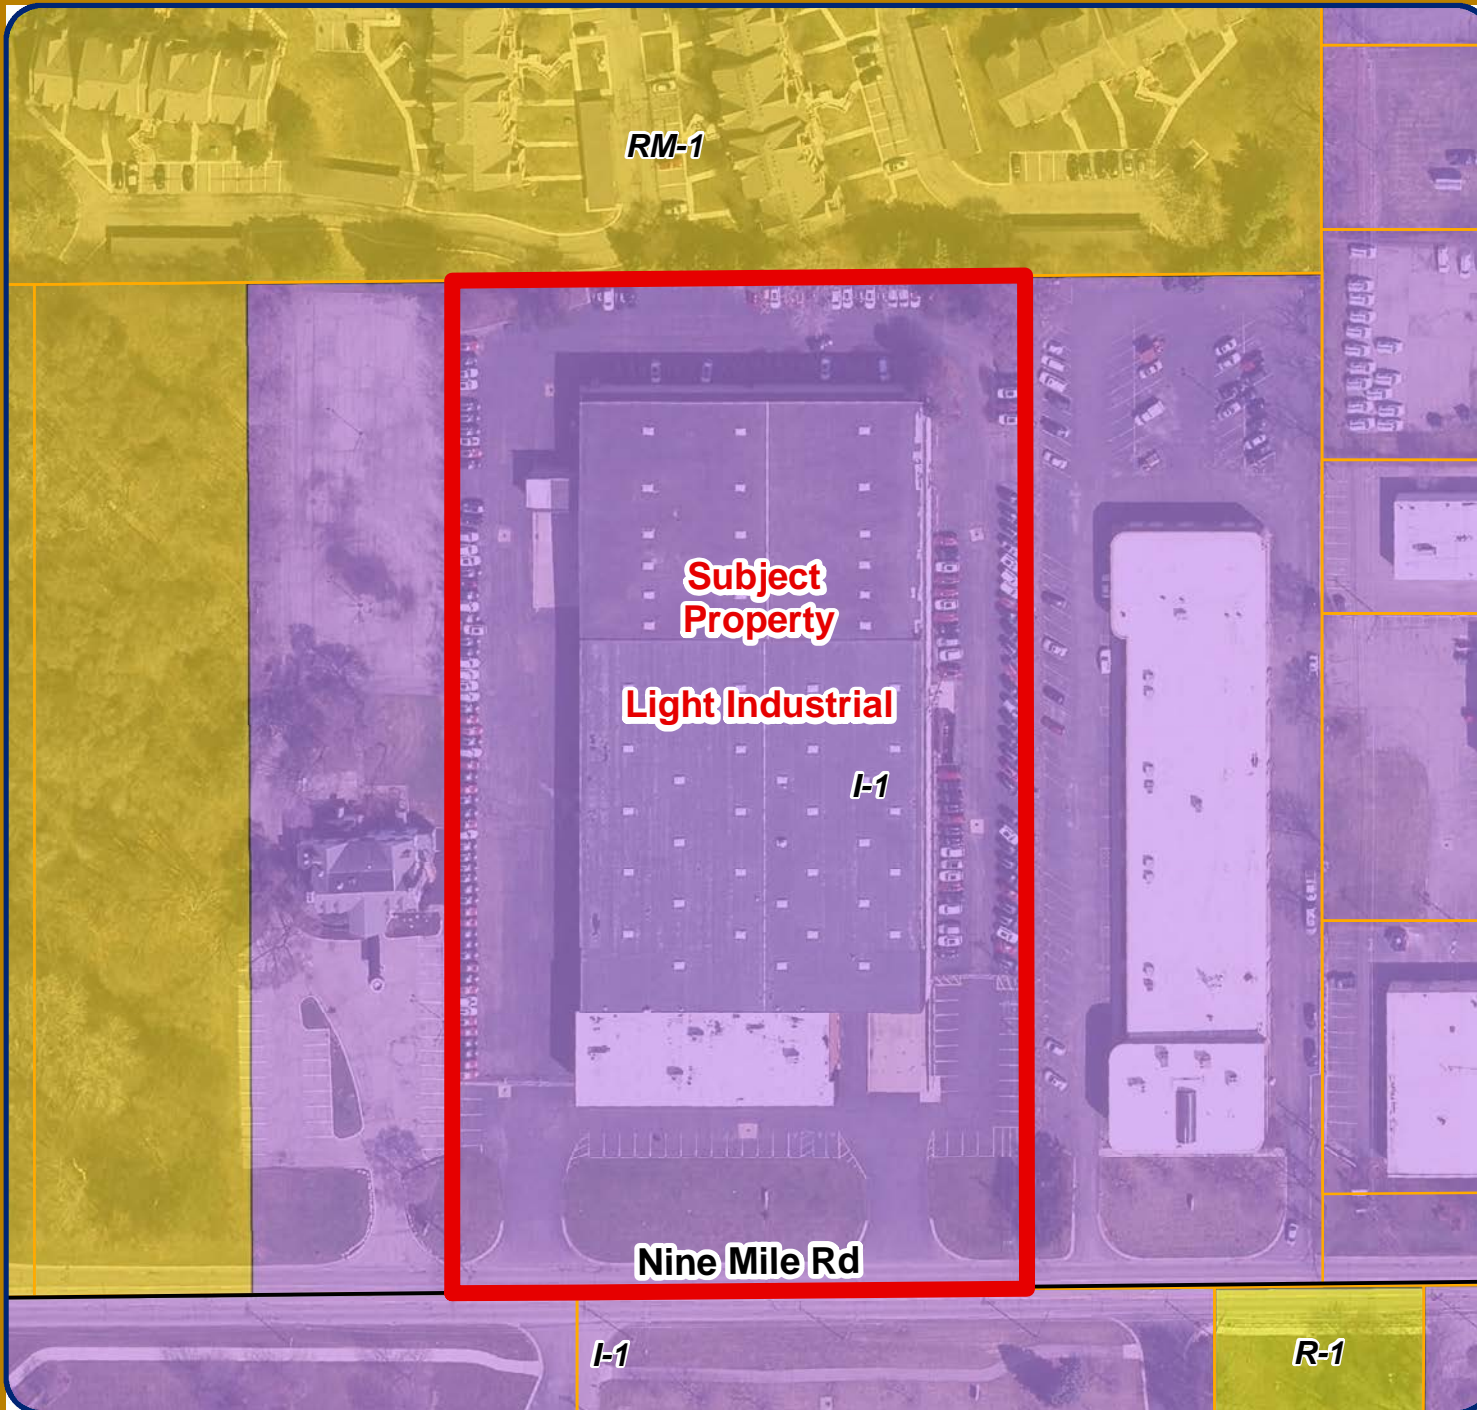 RM-1
Subject
Property
Light Industrial
I-1
Nine Mile Rd
I-1
R-1